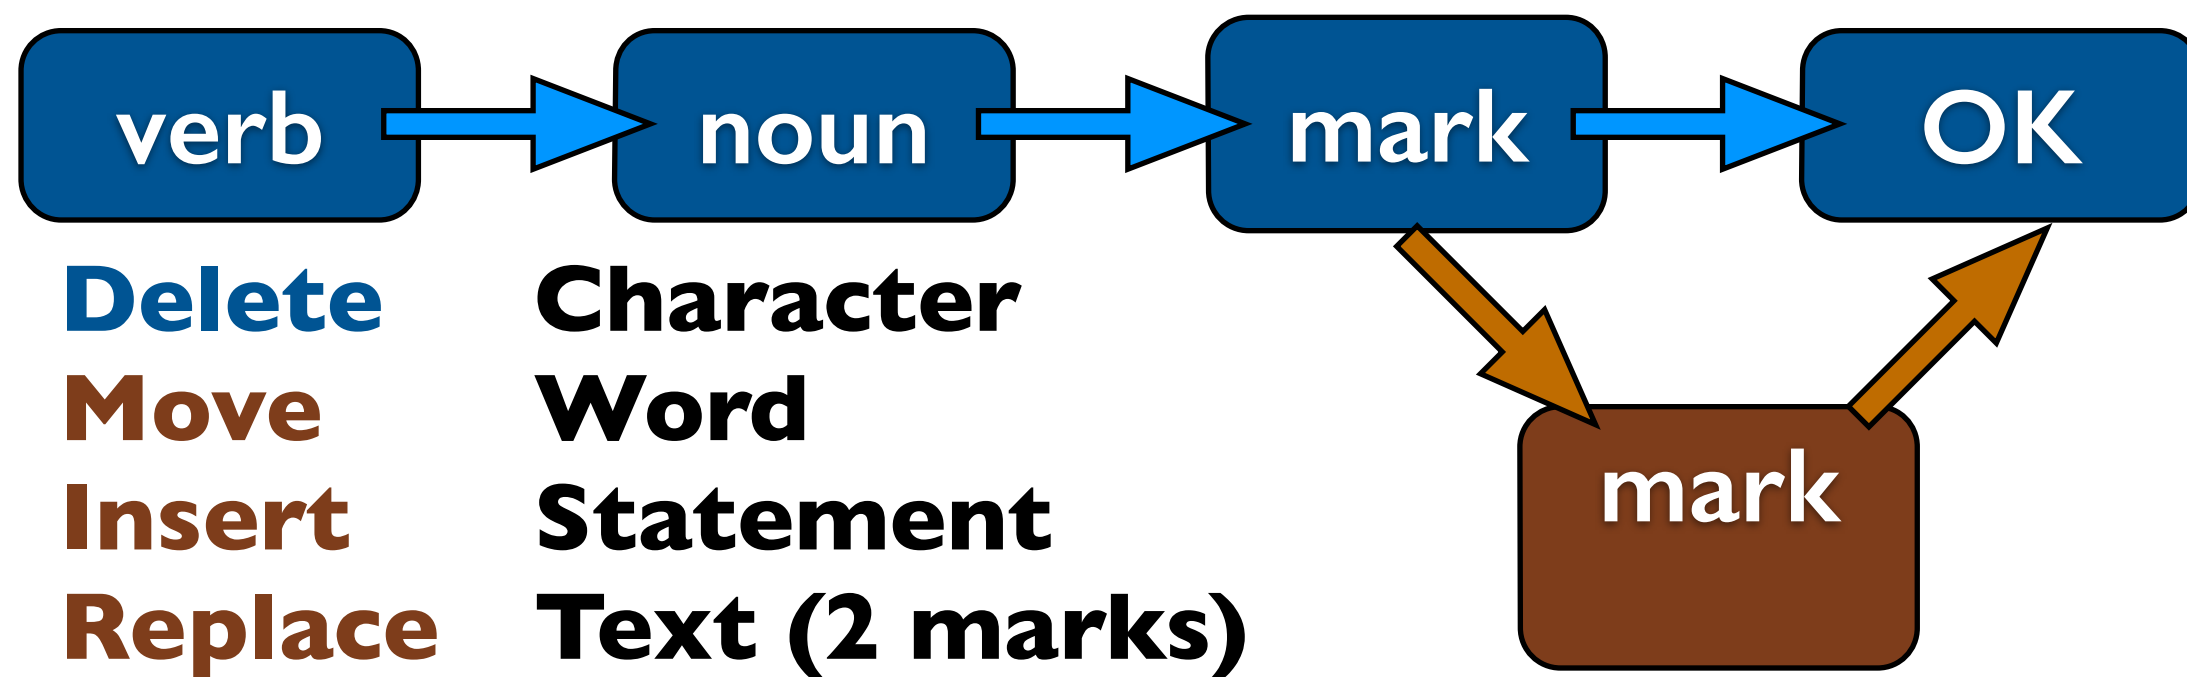 verb noun mark OK
Delete Character
Move Word
mark
Insert Statement
Replace Text (2 marks)